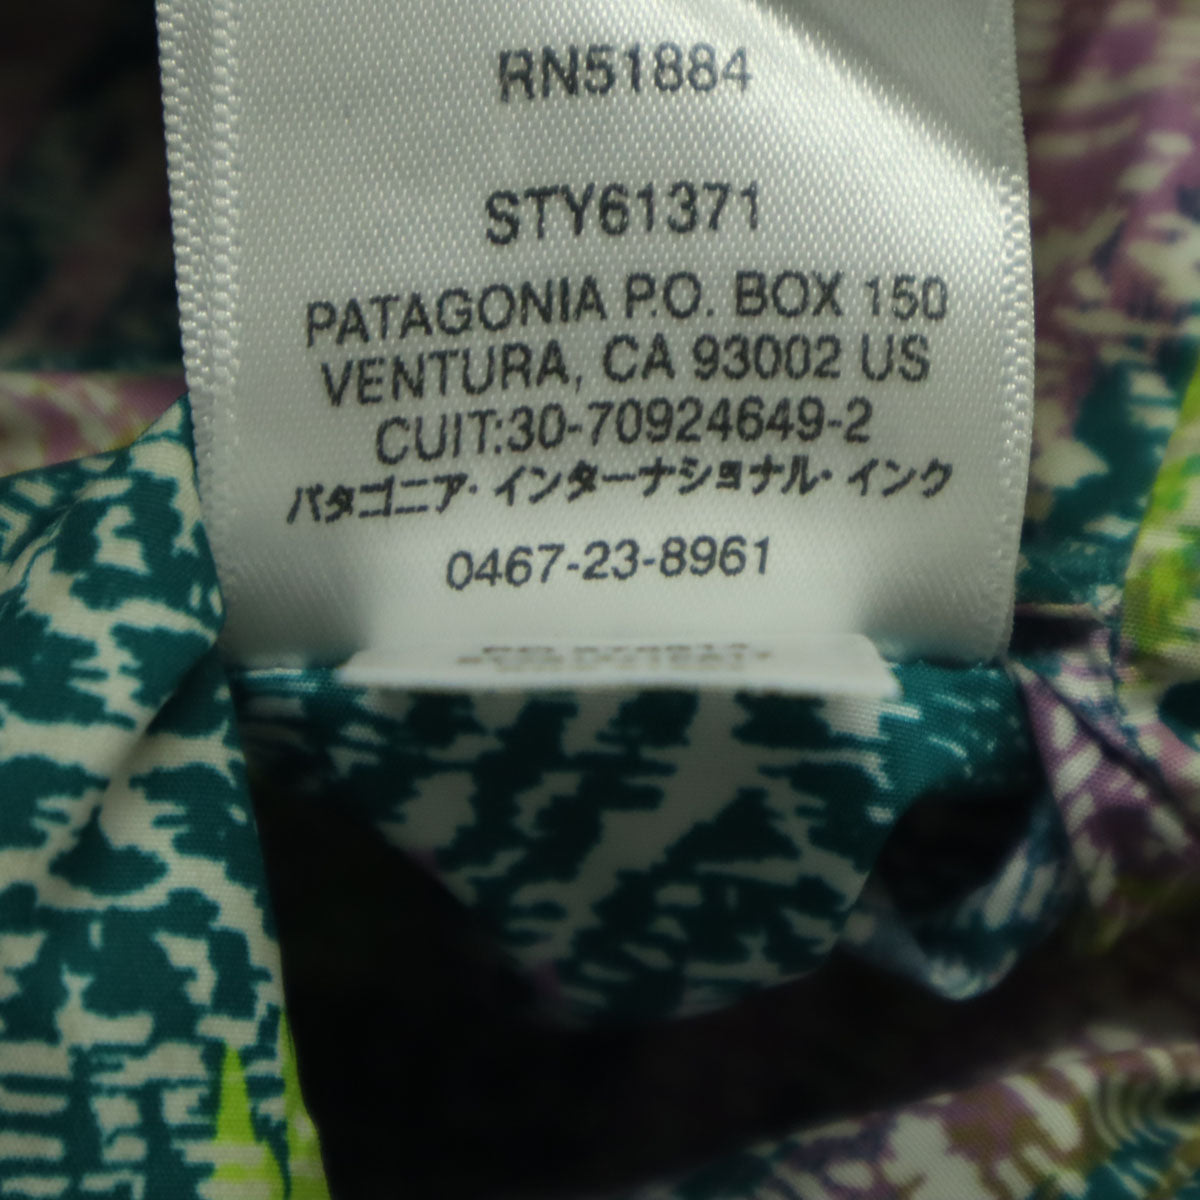 RN51884
STY61371
PATAGONIA P.O. BOX 150
VENTURA, CA 93002 US
CUIT:30-70924649-2
パタゴニア・インターナショナル・インク
0467-23-8961